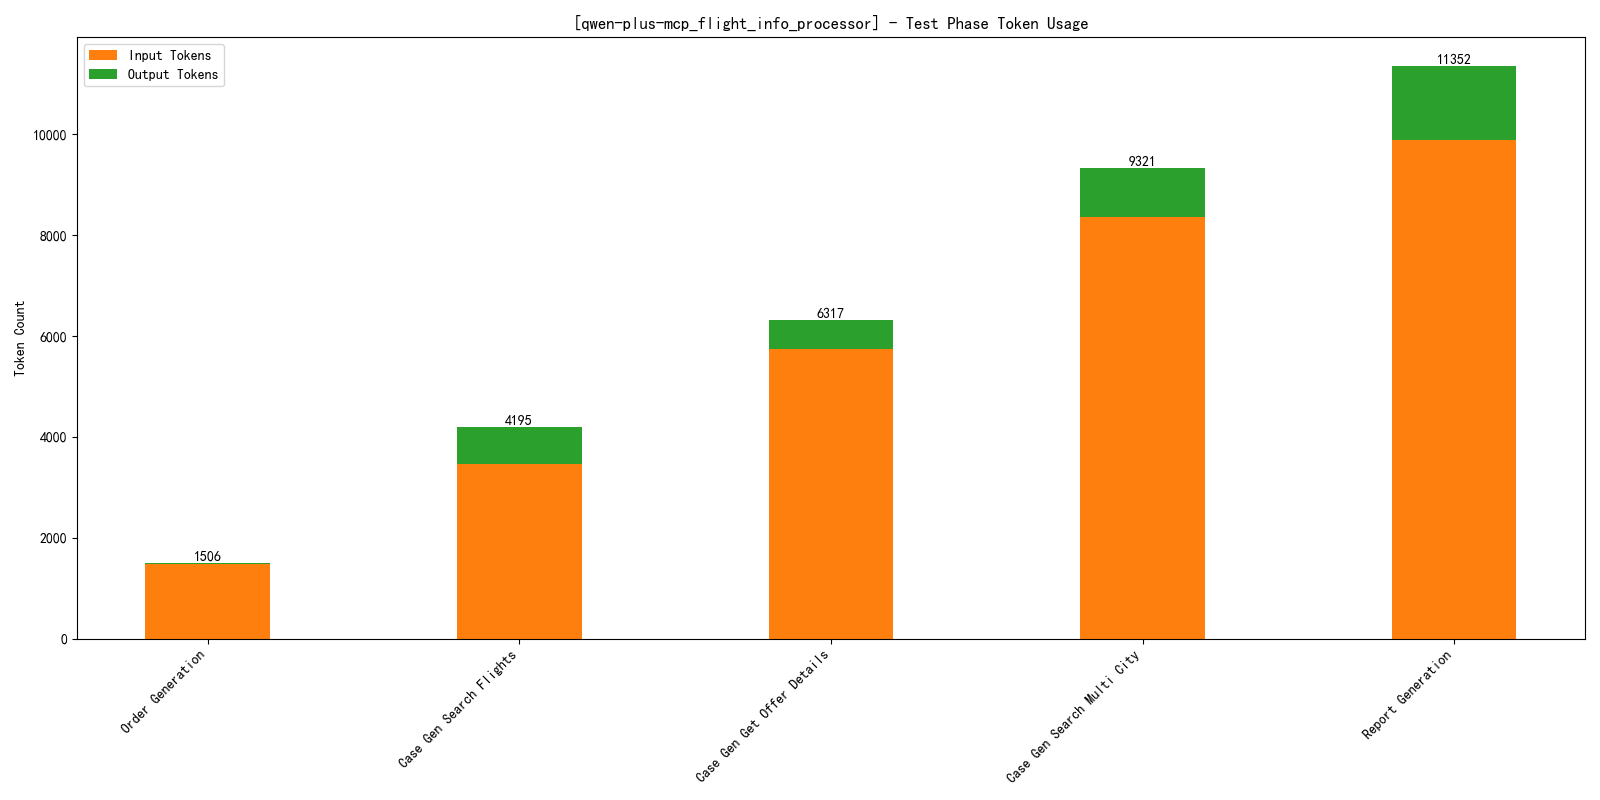 [qwen-plus-mcp_flight_info_processor] - Test Phase Token Usage
Input Tokens
Output Tokens
Token Count
10000
8000
6000
4000
2000
0
1506
4195
6317
9321
11352
Order Generation
Case Gen Search Flights
Case Gen Get Offer Details
Case Gen Search Multi City
Report Generation